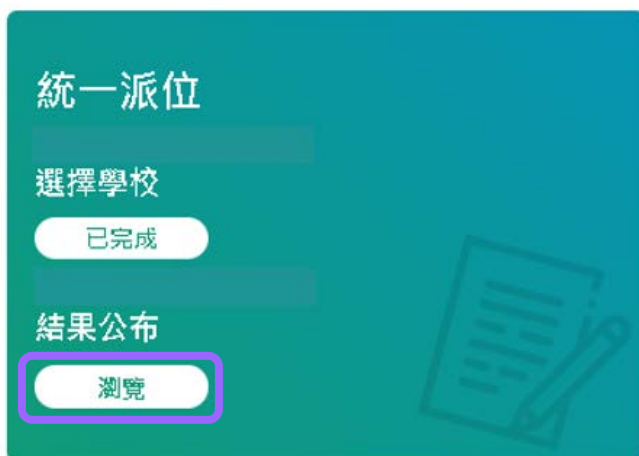 統一派位
選擇學校
已完成
結果公布
瀏覽